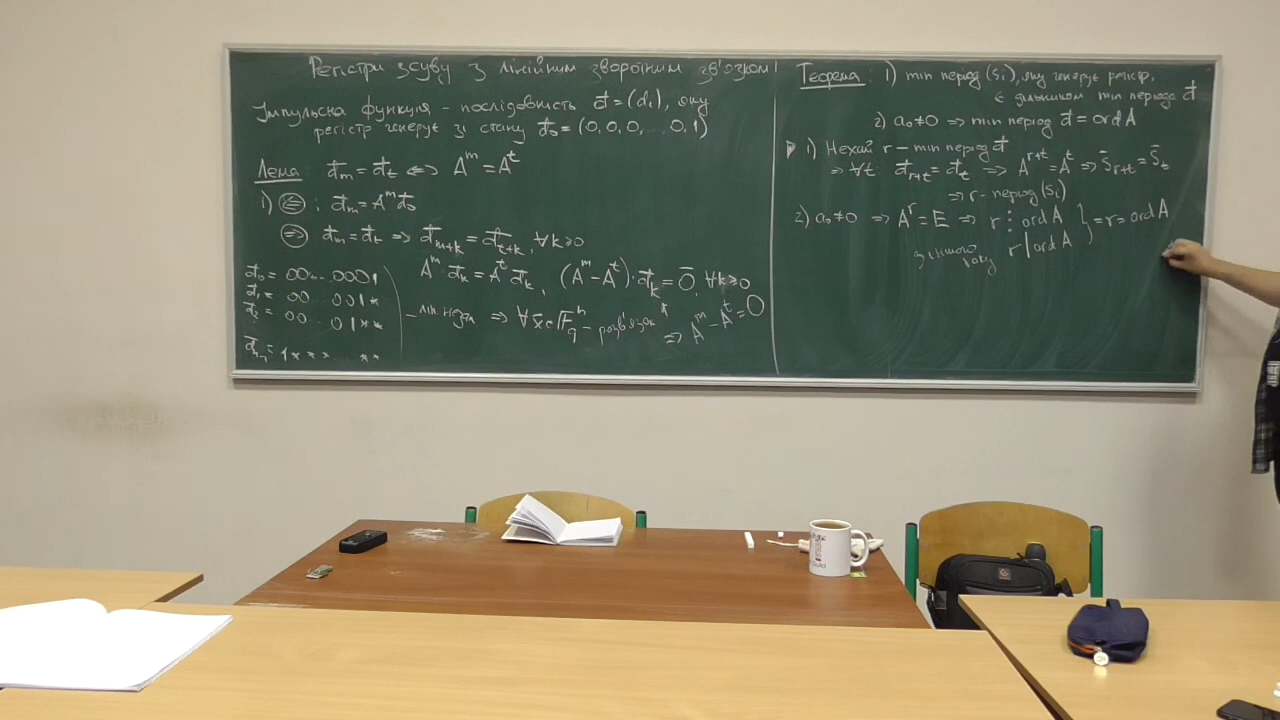 Регістри зсуву з лінійним зворотним зв'язком
Імпульсна функція – послідовність d⃗ = (dᵢ), яку
регістр генерує зі стану d⃗₀ = (0, 0, 0, ... 0, 1)
Лема: d⃗ₘ = d⃗ₜ ⟺ Aᵐ = Aᵗ
1) ⇐ : d⃗ₘ = Aᵐ d⃗₀
⇒ d⃗ₘ = d⃗ₜ ⇒ d⃗ₘ₊ₖ = d⃗ₜ₊ₖ, ∀k ≥ 0
Aᵐ·d⃗ₖ = Aᵗ d⃗ₖ, (Aᵐ – Aᵗ)·d⃗ₖ = 0̄, ∀k ≥ 0
d⃗₀ = 00... 0001
d⃗₁ = 00 001*
d⃗₂ = 00 ... 01**
d⃗ₙ₋₁ = 1*** **
– лін. незал ⇒ ∀x̄ ∈ 𝔽_qⁿ – розв'язок ⇒ Aᵐ – Aᵗ = 0
Теорема: 1) min період (sᵢ), яку генерує регістр,
є дільником min періода d⃗
2) a₀ ≠ 0 ⇒ min період d⃗ = ord A
1) Нехай r – min період d⃗
⇒ ∀t: d⃗ᵣ₊ₜ = d⃗ₜ ⇒ Aʳ⁺ᵗ = Aᵗ ⇒ s̄ᵣ₊ₜ = s̄ₜ
⇒ r – період (sᵢ)
2) a₀ ≠ 0 ⇒ Aʳ = E ⇒ r ⋮ ord A } ⇒ r = ord A
з іншого боку r | ord A